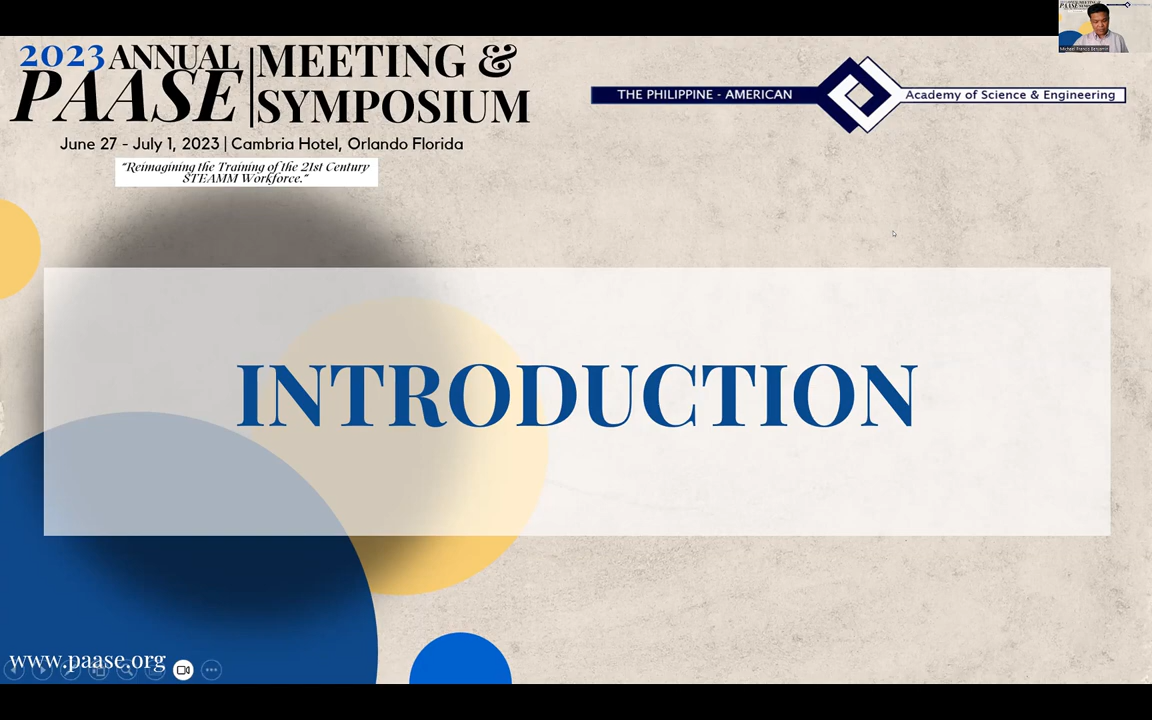 2023 ANNUAL
PAASE
MEETING &
SYMPOSIUM
June 27 - July 1, 2023 | Cambria Hotel, Orlando Florida
"Reimagining the Training of the 21st Century
STEAMM Workforce."
THE PHILIPPINE - AMERICAN
Academy of Science & Engineering
INTRODUCTION
www.paase.org